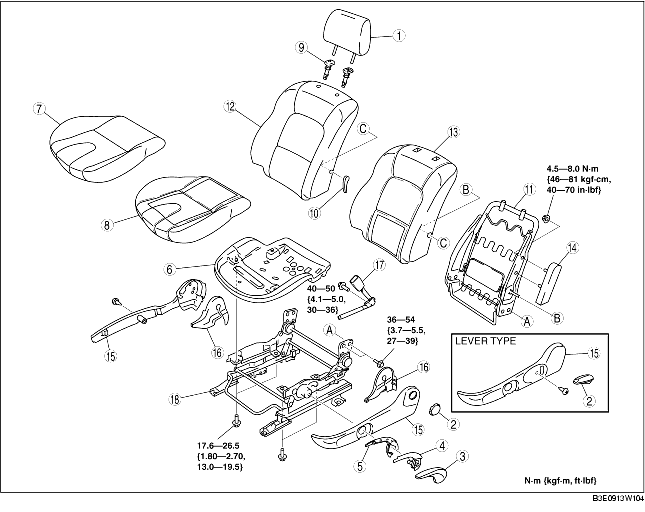 1
9
7
12
C
13
4.5—8.0 N·m
{46—81 kgf·cm,
40—70 in·lbf}
B
11
10
8
14
C
6
17
40—50
{4.1—5.0,
30—36}
A
B
36—54
{3.7—5.5,
27—39}
A
LEVER TYPE
15
15
16
16
18
2
2
15
17.6—26.5
{1.80—2.70,
13.0—19.5}
4
5
3
N·m {kgf·m, ft·lbf}
B3E0913W104